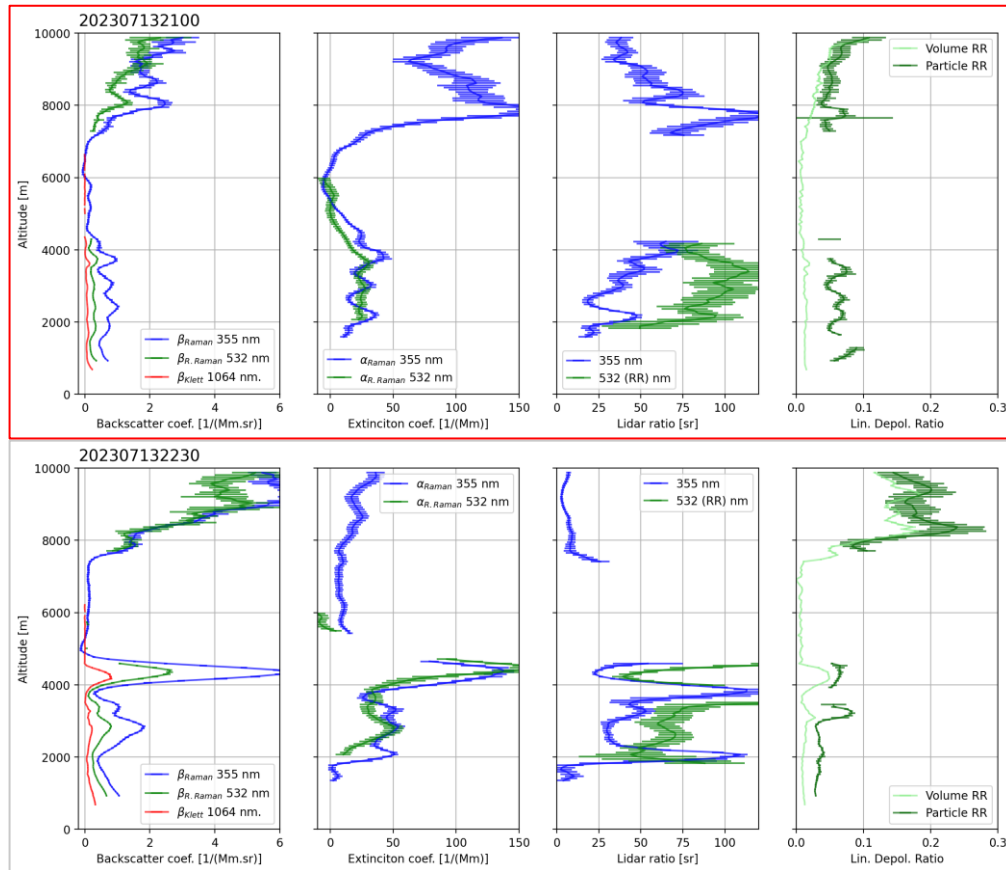 202307132100
Altitude [m]
10000
8000
6000
4000
2000
0
β_Raman 355 nm
β_R.Raman 532 nm
β_Klett 1064 nm.
0 2 4 6
Backscatter coef. [1/(Mm.sr)]
α_Raman 355 nm
α_R.Raman 532 nm
0 50 100 150
Extinciton coef. [1/(Mm)]
355 nm
532 (RR) nm
0 25 50 75 100
Lidar ratio [sr]
Volume RR
Particle RR
0.0 0.1 0.2 0.3
Lin. Depol. Ratio
202307132230
Altitude [m]
10000
8000
6000
4000
2000
0
β_Raman 355 nm
β_R.Raman 532 nm
β_Klett 1064 nm.
0 2 4 6
Backscatter coef. [1/(Mm.sr)]
α_Raman 355 nm
α_R.Raman 532 nm
0 50 100 150
Extinciton coef. [1/(Mm)]
355 nm
532 (RR) nm
0 25 50 75 100
Lidar ratio [sr]
Volume RR
Particle RR
0.0 0.1 0.2 0.3
Lin. Depol. Ratio